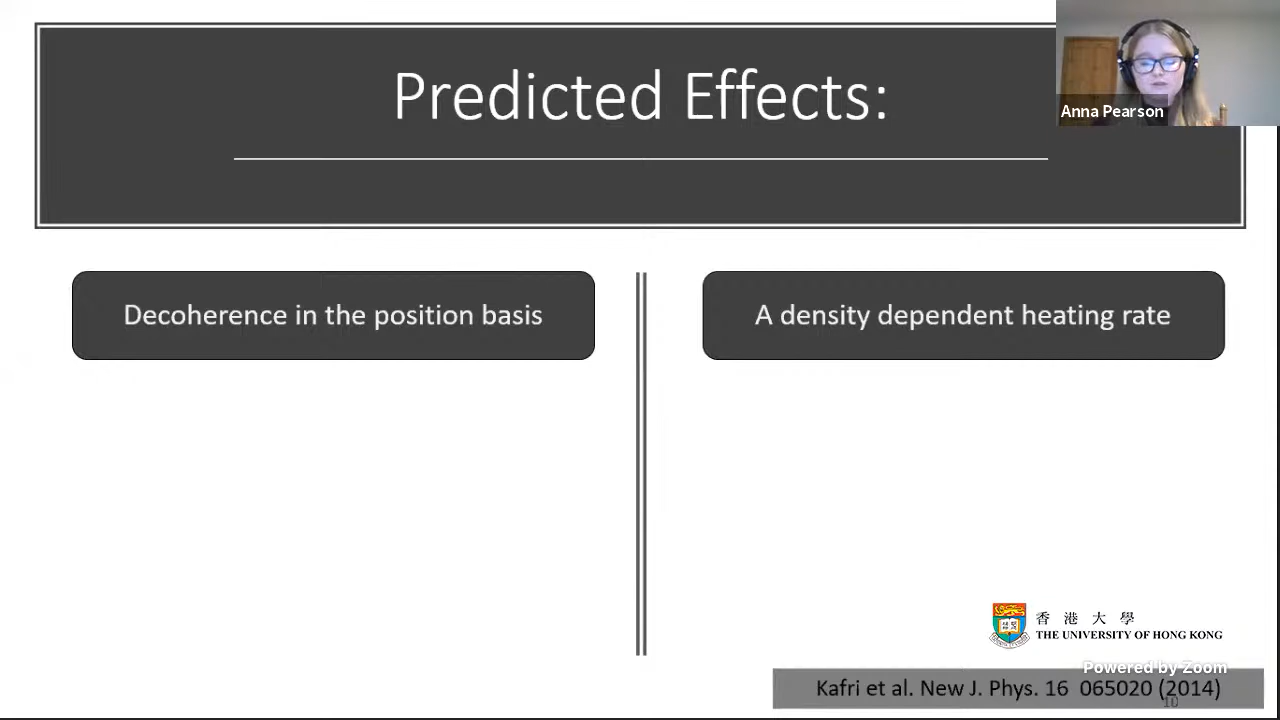 Predicted Effects:
Anna Pearson
Decoherence in the position basis
A density dependent heating rate
香港大學
THE UNIVERSITY OF HONG KONG
Powered by Zoom
Kafri et al. New J. Phys. 16 065020 (2014)
10